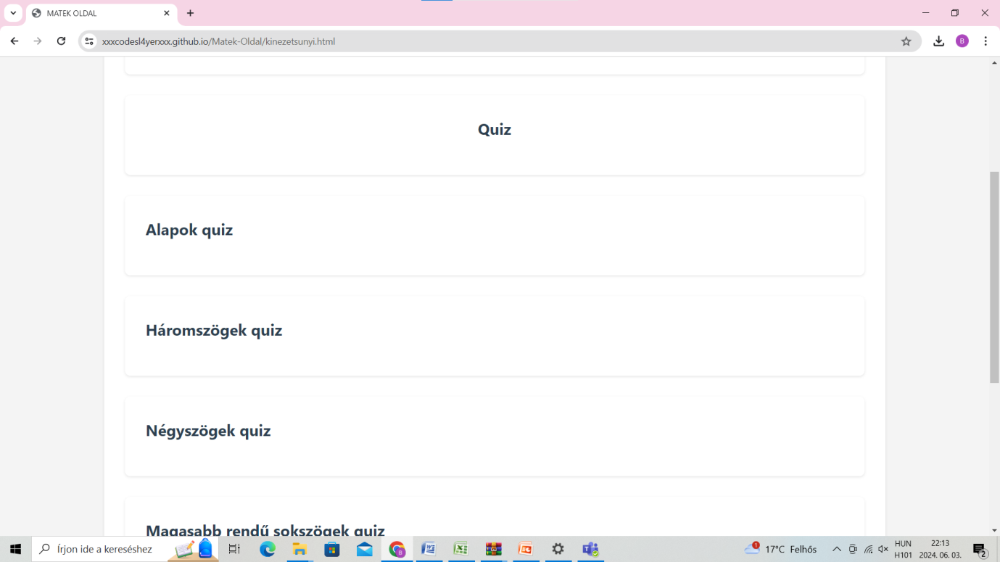 MATEK OLDAL
xxxcodesl4yerxxx.github.io/Matek-Oldal/kinezetsunyi.html
B
Quiz
Alapok quiz
Háromszögek quiz
Négyszögek quiz
Magasabb rendű sokszögek quiz
Írjon ide a kereséshez
B
1
17°C Felhős
HUN
H101
22:13
2024. 06. 03.
2